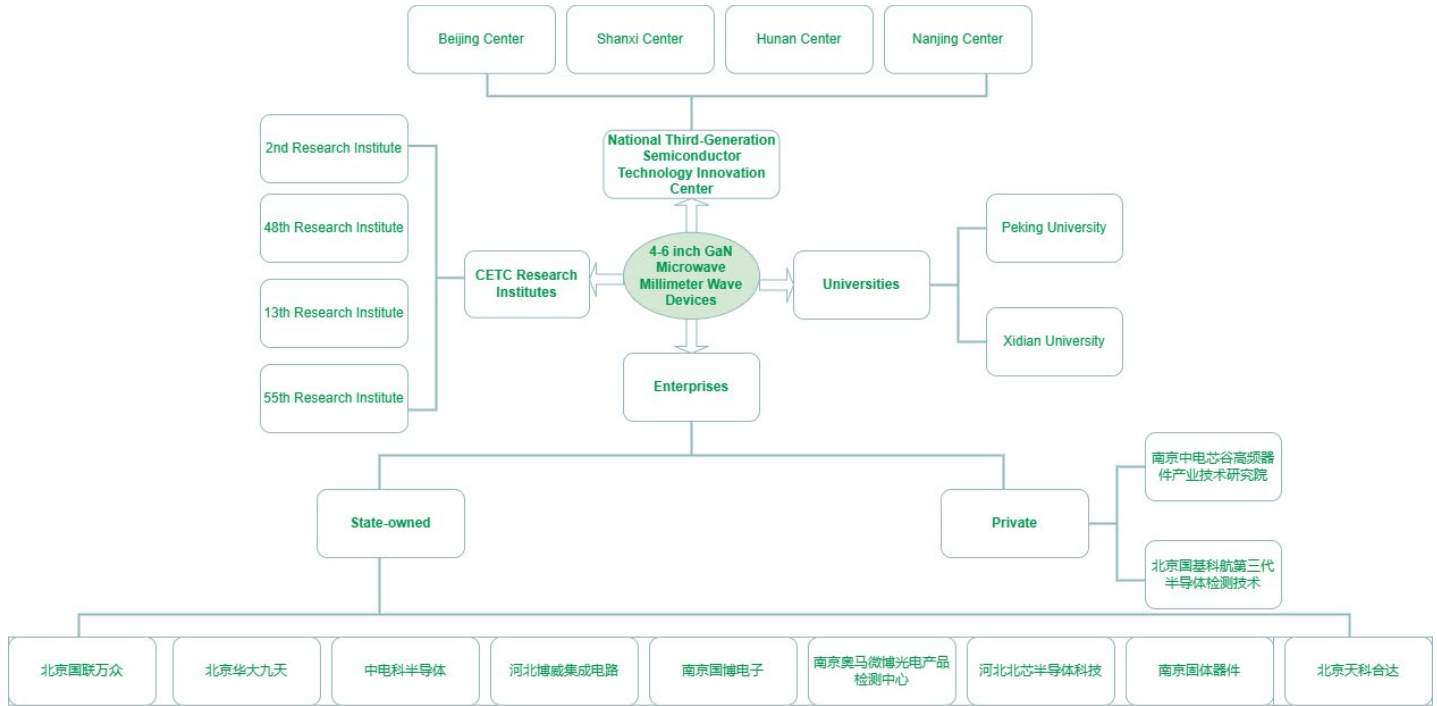 Beijing Center
Shanxi Center
Hunan Center
Nanjing Center
National Third-Generation
Semiconductor
Technology Innovation
Center
2nd Research Institute
48th Research Institute
13th Research Institute
55th Research Institute
CETC Research
Institutes
4-6 inch GaN
Microwave
Millimeter Wave
Devices
Universities
Peking University
Xidian University
Enterprises
State-owned
Private
南京中电芯谷高频器
件产业技术研究院
北京国基科航第三代
半导体检测技术
北京国联万众
北京华大九天
中电科半导体
河北博威集成电路
南京国博电子
南京奥马微博光电产品
检测中心
河北北芯半导体科技
南京固体器件
北京天科合达